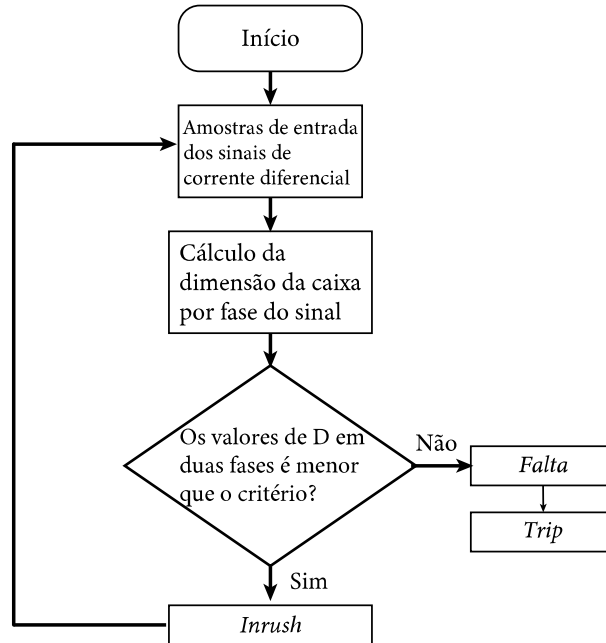 Início
Amostras de entrada
dos sinais de
corrente diferencial
Cálculo da
dimensão da caixa
por fase do sinal
Os valores de D em
duas fases é menor
que o critério?
Não
Falta
Trip
Sim
Inrush